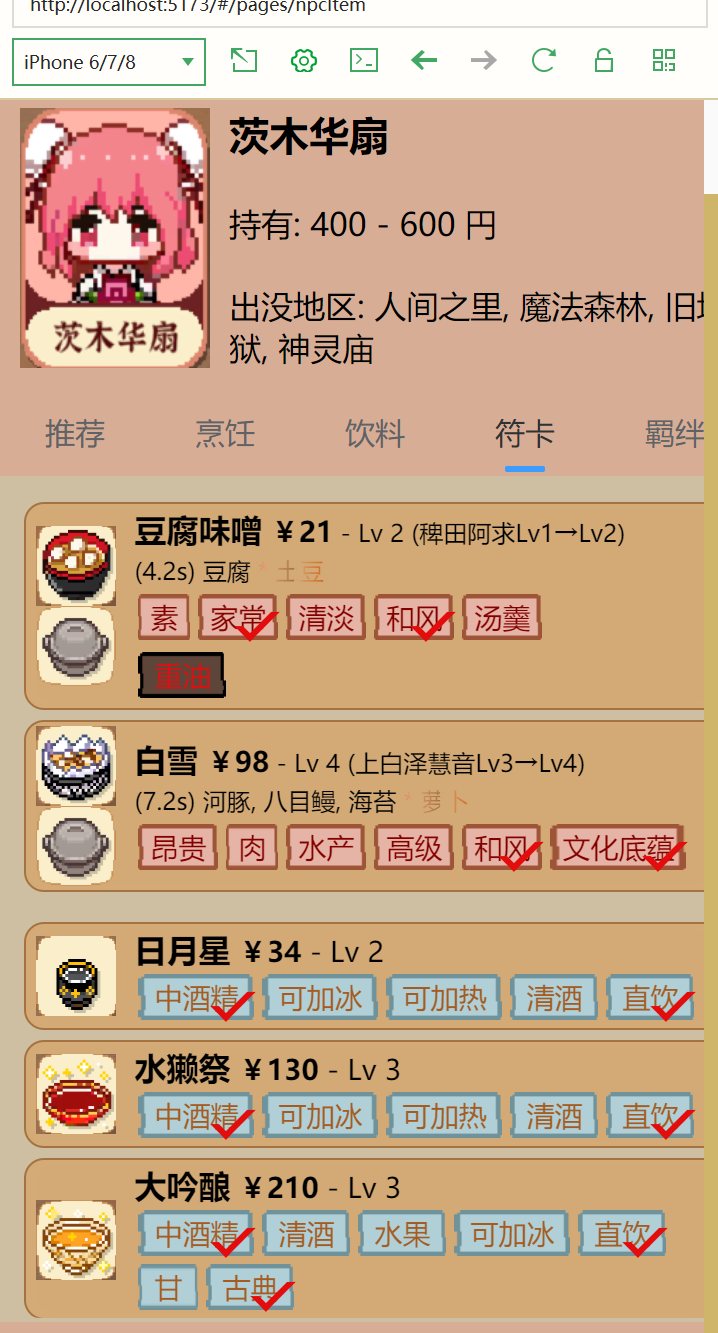 http://localhost:5173/#/pages/npcItem
iPhone 6/7/8
茨木华扇
茨木华扇
持有: 400 - 600 円
出没地区: 人间之里, 魔法森林, 旧地
狱, 神灵庙
推荐 烹饪 饮料 符卡 羁绊
豆腐味噌 ¥21 - Lv 2 (稗田阿求Lv1→Lv2)
(4.2s) 豆腐 * 土豆
素 家常 清淡 和风 汤羹
重油
白雪 ¥98 - Lv 4 (上白泽慧音Lv3→Lv4)
(7.2s) 河豚, 八目鳗, 海苔 * 萝卜
昂贵 肉 水产 高级 和风 文化底蕴
日月星 ¥34 - Lv 2
中酒精 可加冰 可加热 清酒 直饮
水獭祭 ¥130 - Lv 3
中酒精 可加冰 可加热 清酒 直饮
大吟酿 ¥210 - Lv 3
中酒精 清酒 水果 可加冰 直饮
甘 古典